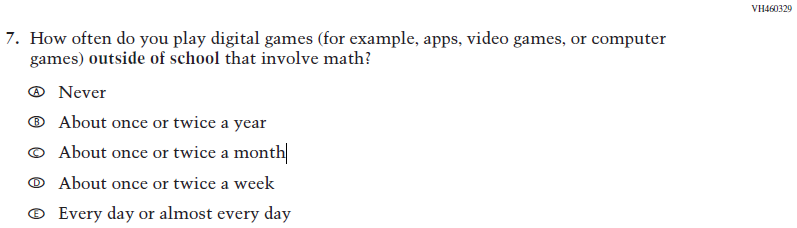 VH460329
7. How often do you play digital games (for example, apps, video games, or computer
games) outside of school that involve math?
A Never
B About once or twice a year
C About once or twice a month
D About once or twice a week
E Every day or almost every day